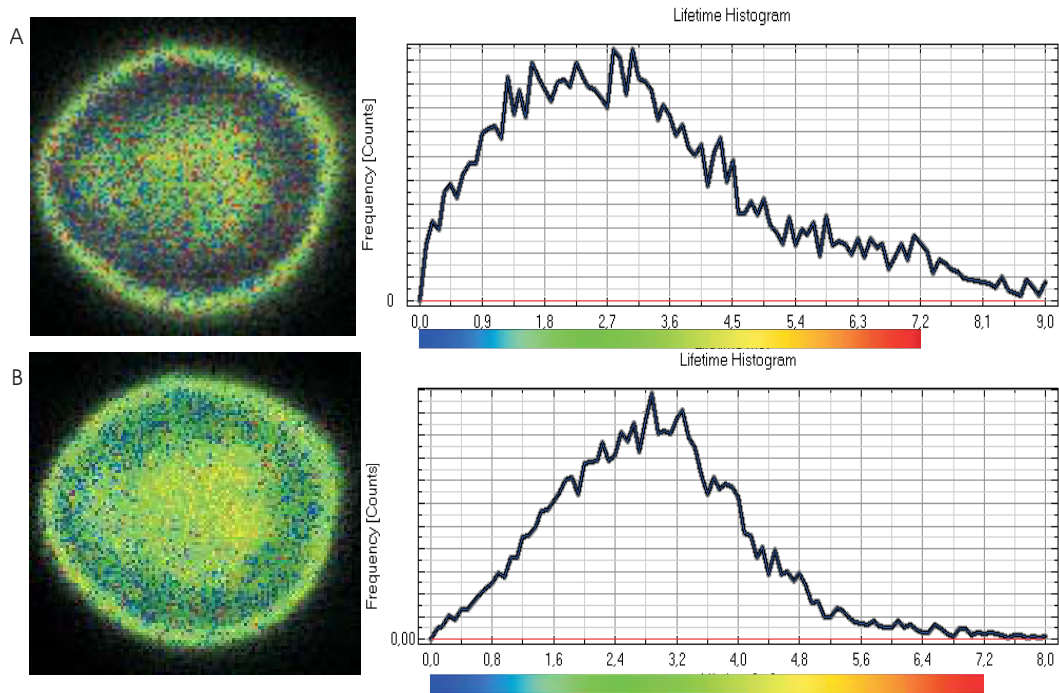 A
Lifetime Histogram
Frequency [Counts]
0
0,0 0,9 1,8 2,7 3,6 4,5 5,4 6,3 7,2 8,1 9,0
B
Lifetime Histogram
Frequency [Counts]
0,00
0,0 0,8 1,6 2,4 3,2 4,0 4,8 5,6 6,4 7,2 8,0